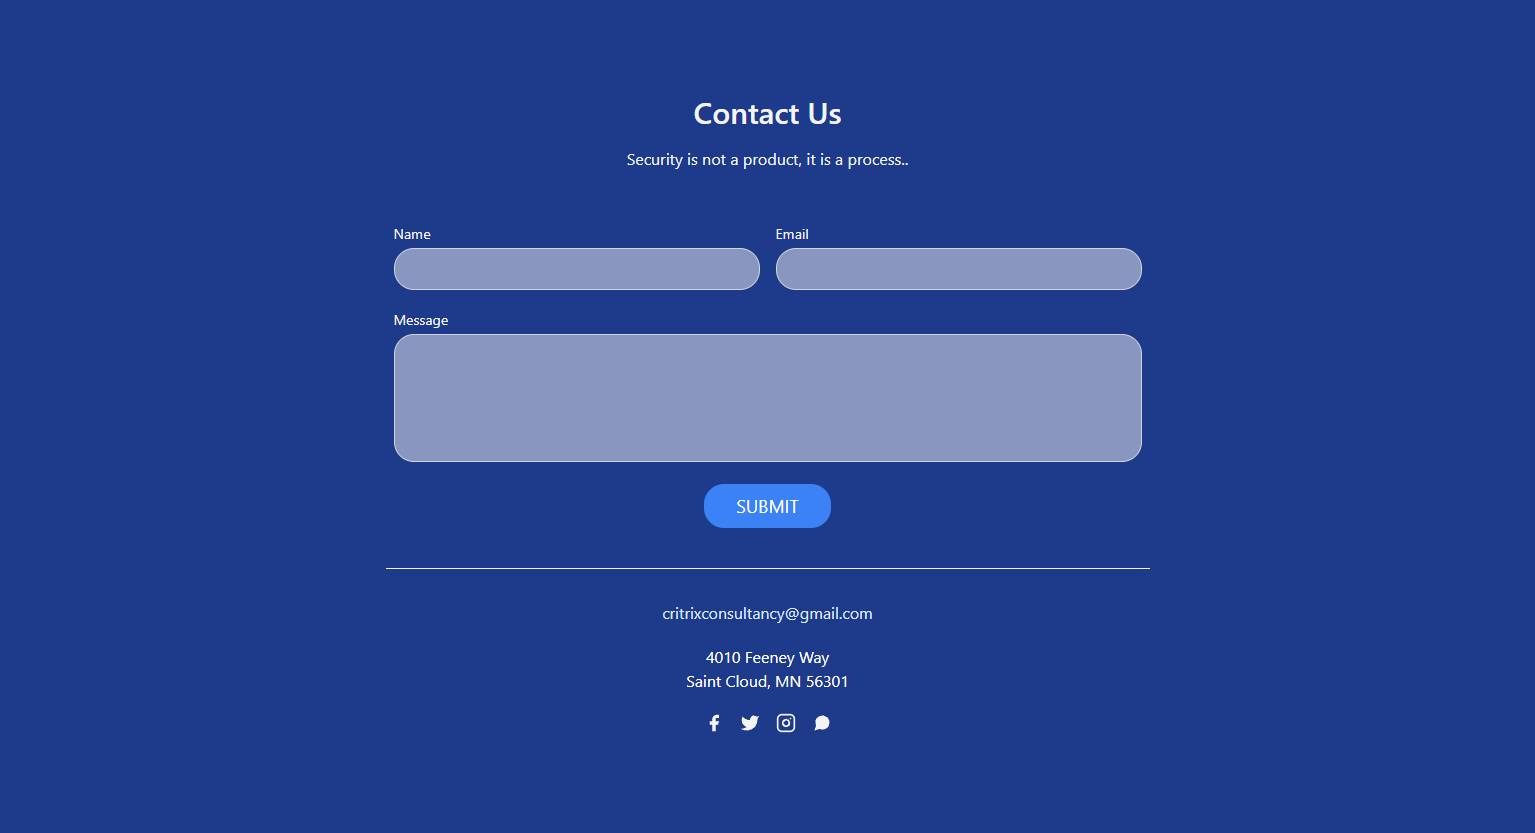 Contact Us
Security is not a product, it is a process..
Name
Email
Message
SUBMIT
critrixconsultancy@gmail.com
4010 Feeney Way
Saint Cloud, MN 56301